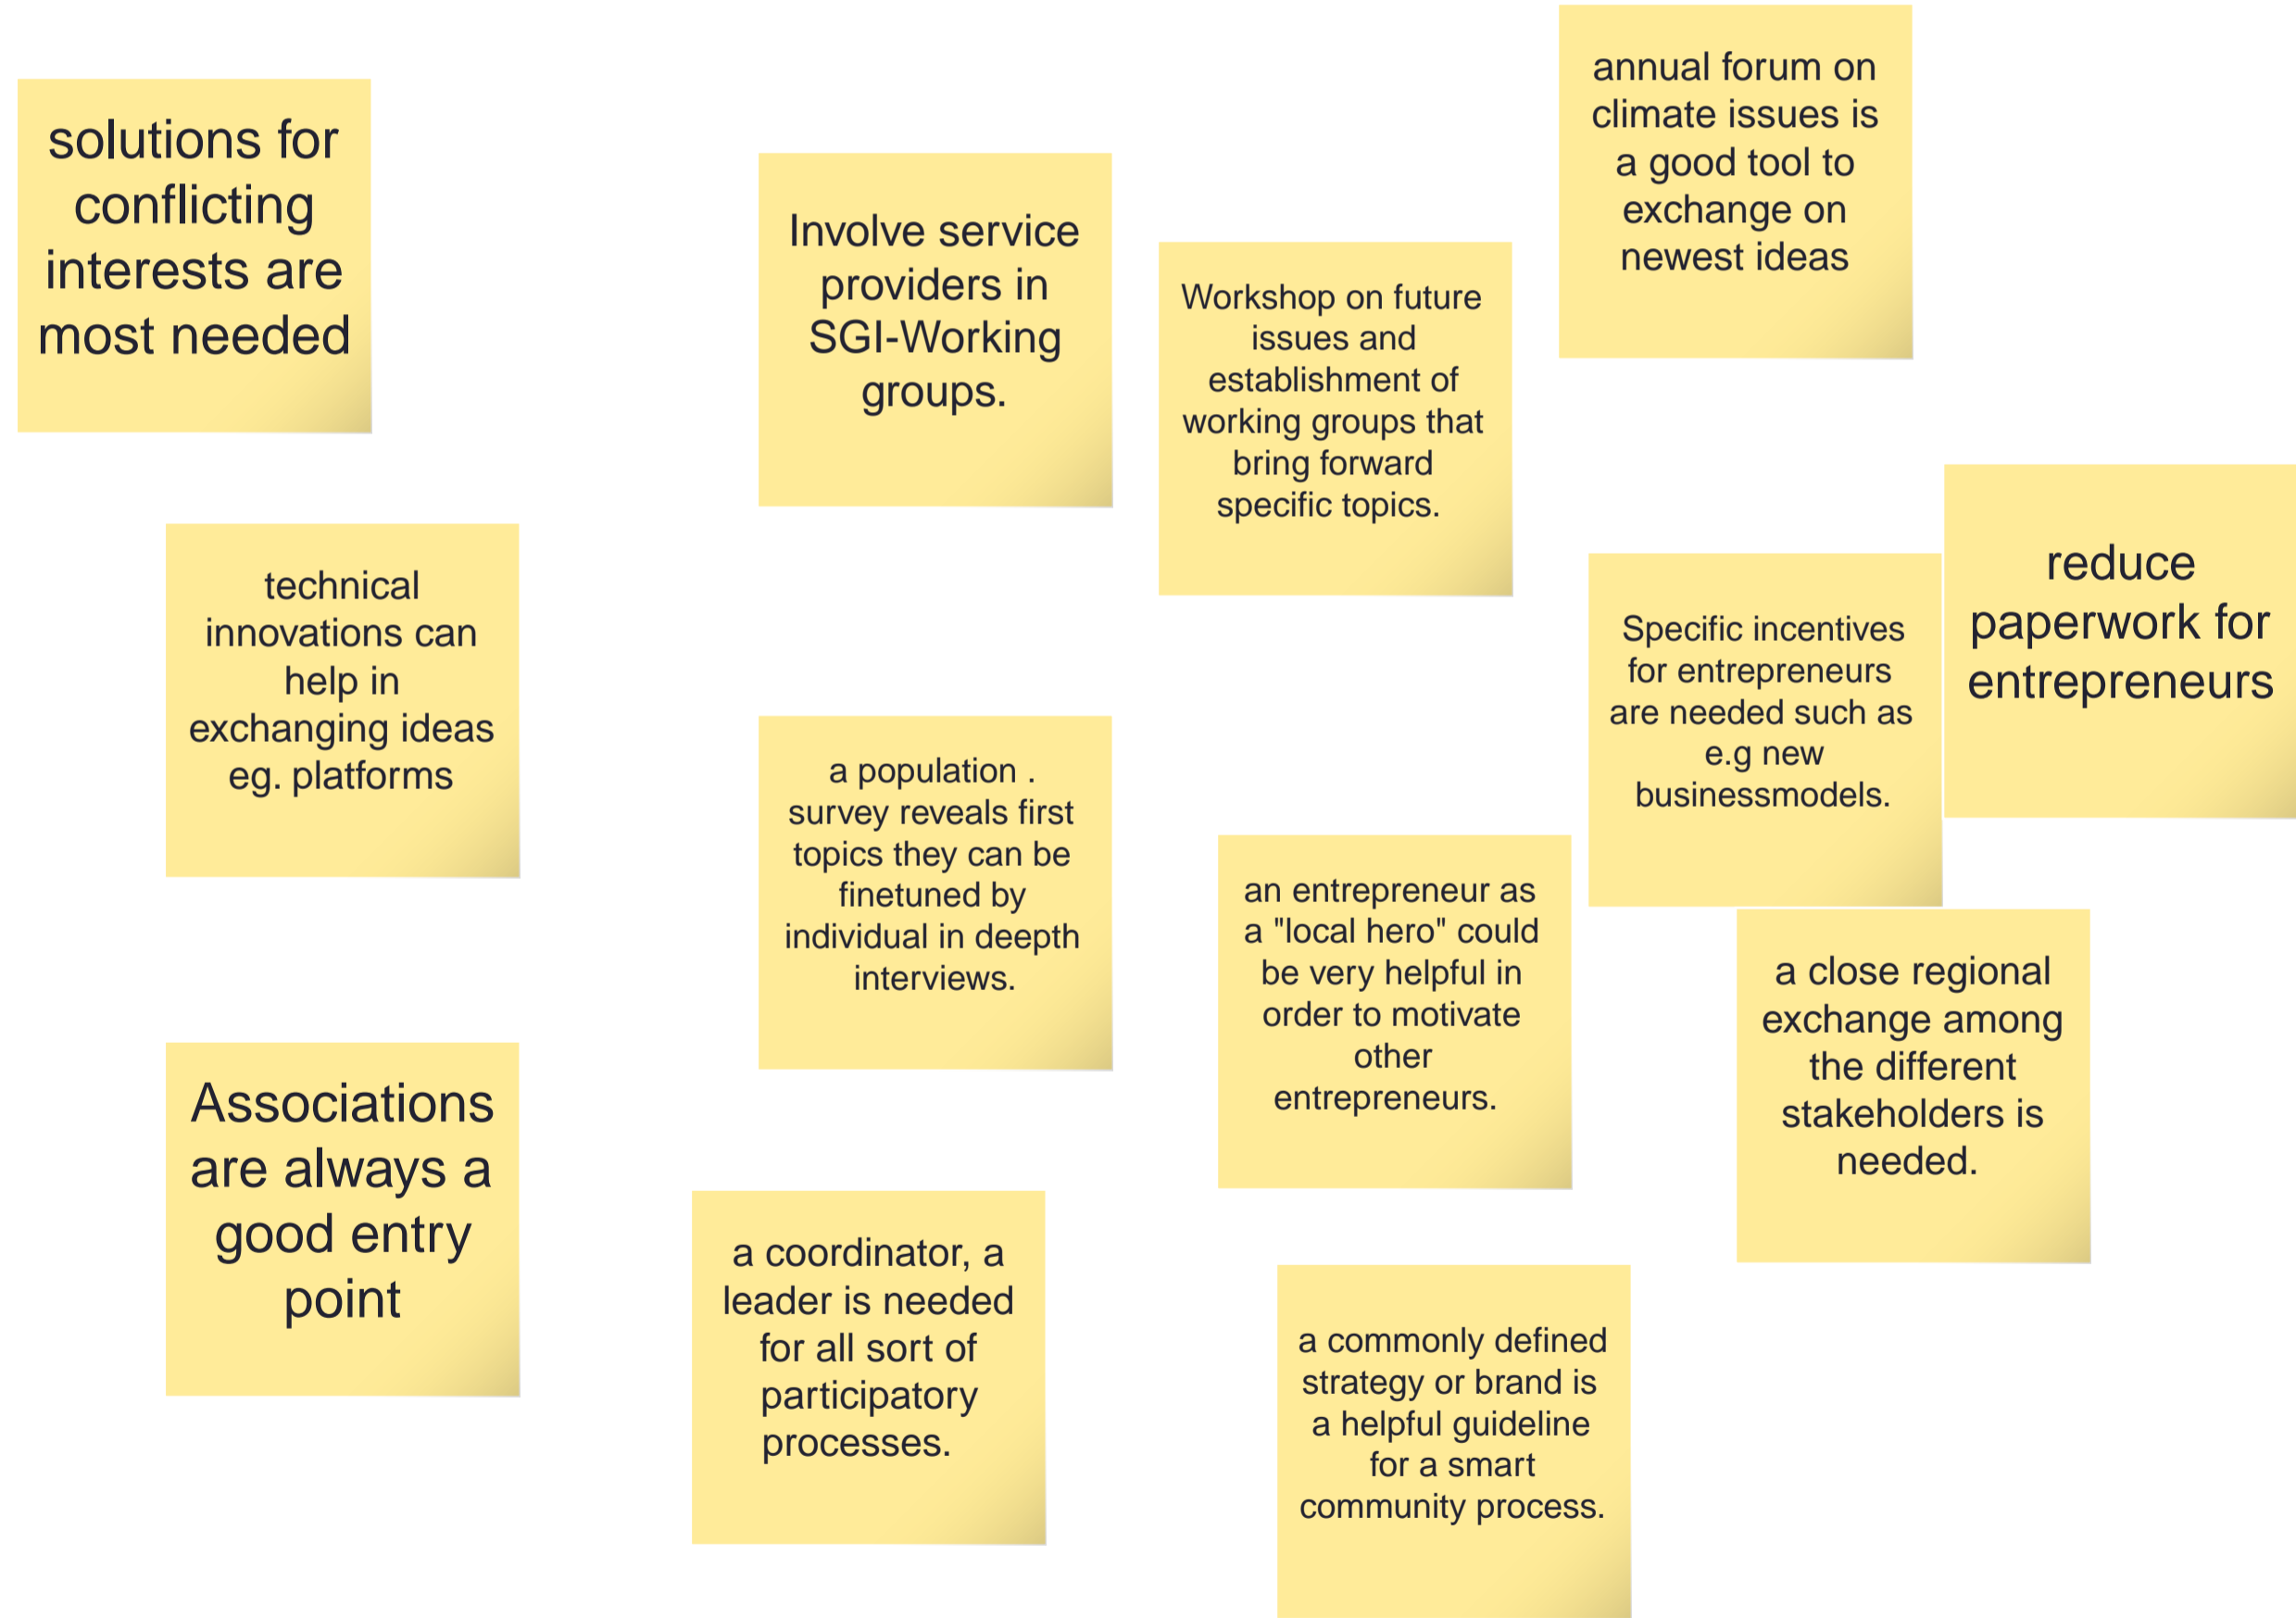 solutions for
conflicting
interests are
most needed
Involve service
providers in
SGI-Working
groups.
Workshop on future
issues and
establishment of
working groups that
bring forward
specific topics.
annual forum on
climate issues is
a good tool to
exchange on
newest ideas
technical
innovations can
help in
exchanging ideas
eg. platforms
a population .
survey reveals first
topics they can be
finetuned by
individual in deepth
interviews.
Specific incentives
for entrepreneurs
are needed such as
e.g new
businessmodels.
reduce
paperwork for
entrepreneurs
an entrepreneur as
a "local hero" could
be very helpful in
order to motivate
other
entrepreneurs.
a close regional
exchange among
the different
stakeholders is
needed.
Associations
are always a
good entry
point
a coordinator, a
leader is needed
for all sort of
participatory
processes.
a commonly defined
strategy or brand is
a helpful guideline
for a smart
community process.